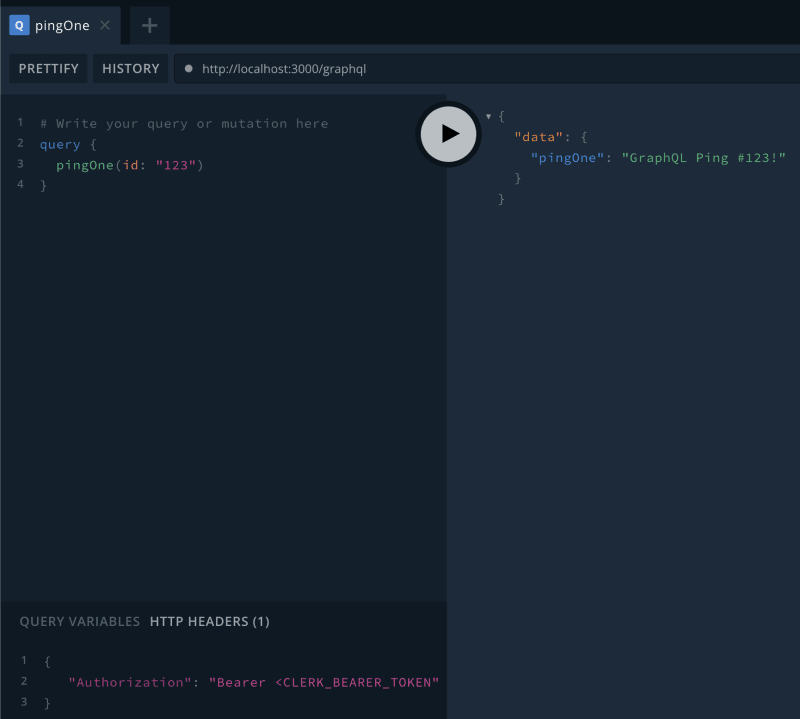 Q pingOne ×
PRETTIFY HISTORY http://localhost:3000/graphql
1 # Write your query or mutation here
2 query {
3 pingOne(id: "123")
4 }
▼ {
"data": {
"pingOne": "GraphQL Ping #123!"
}
}
QUERY VARIABLES HTTP HEADERS (1)
1 {
2 "Authorization": "Bearer <CLERK_BEARER_TOKEN"
3 }